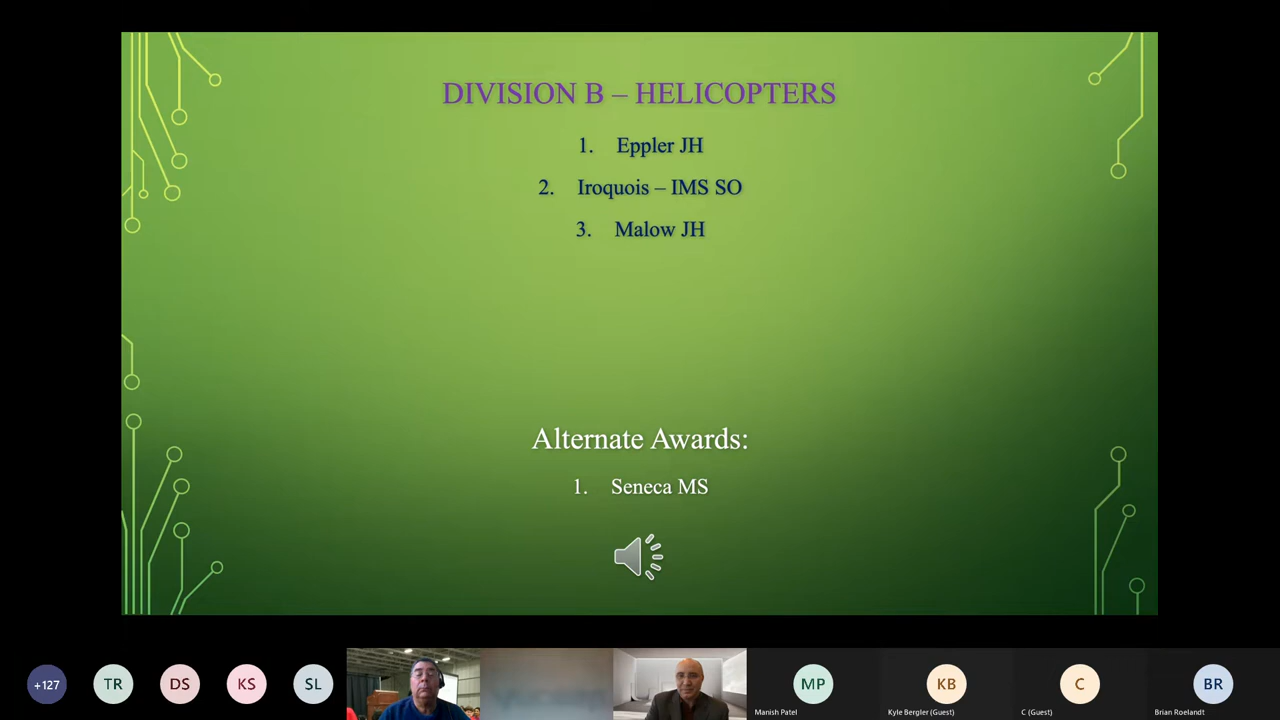 DIVISION B – HELICOPTERS
1. Eppler JH
2. Iroquois – IMS SO
3. Malow JH
Alternate Awards:
1. Seneca MS
+127
TR
DS
KS
SL
MP
KB
C
BR
Manish Patel
Kyle Bergler (Guest)
C (Guest)
Brian Roelandt